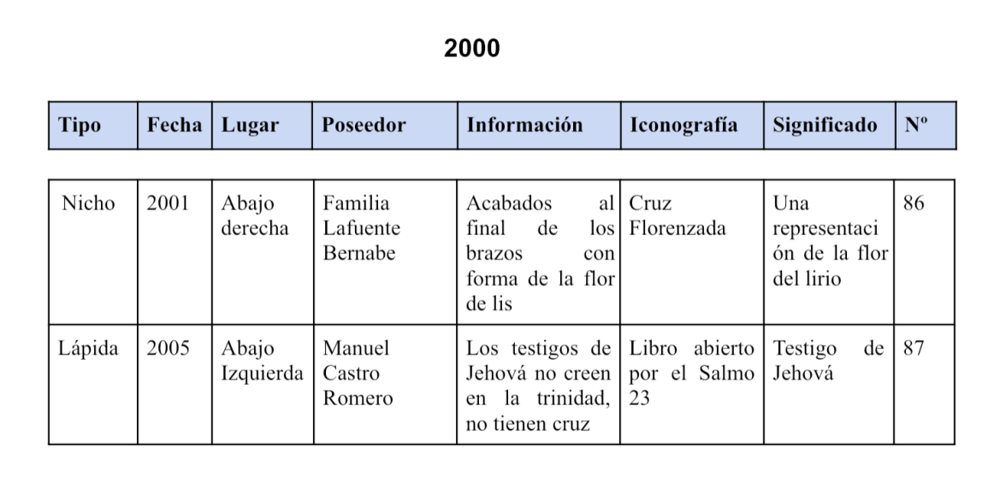 2000
Tipo Fecha Lugar Poseedor Información Iconografía Significado Nº
Nicho 2001 Abajo Familia Acabados al Cruz Una 86
derecha Lafuente final de los Florenzada representaci
Bernabe brazos con ón de la flor
forma de la flor del lirio
de lis
Lápida 2005 Abajo Manuel Los testigos de Libro abierto Testigo de 87
Izquierda Castro Jehová no creen por el Salmo Jehová
Romero en la trinidad, 23
no tienen cruz